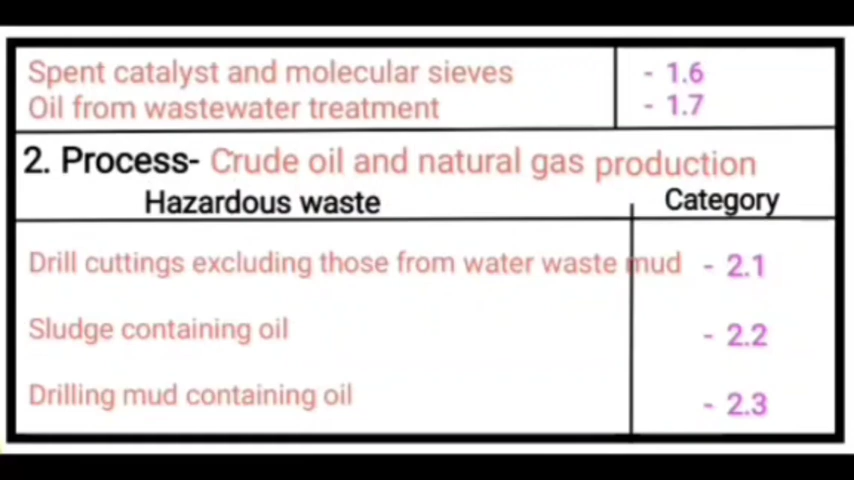 Spent catalyst and molecular sieves - 1.6
Oil from wastewater treatment - 1.7
2. Process- Crude oil and natural gas production
Hazardous waste Category
Drill cuttings excluding those from water waste mud - 2.1
Sludge containing oil - 2.2
Drilling mud containing oil - 2.3